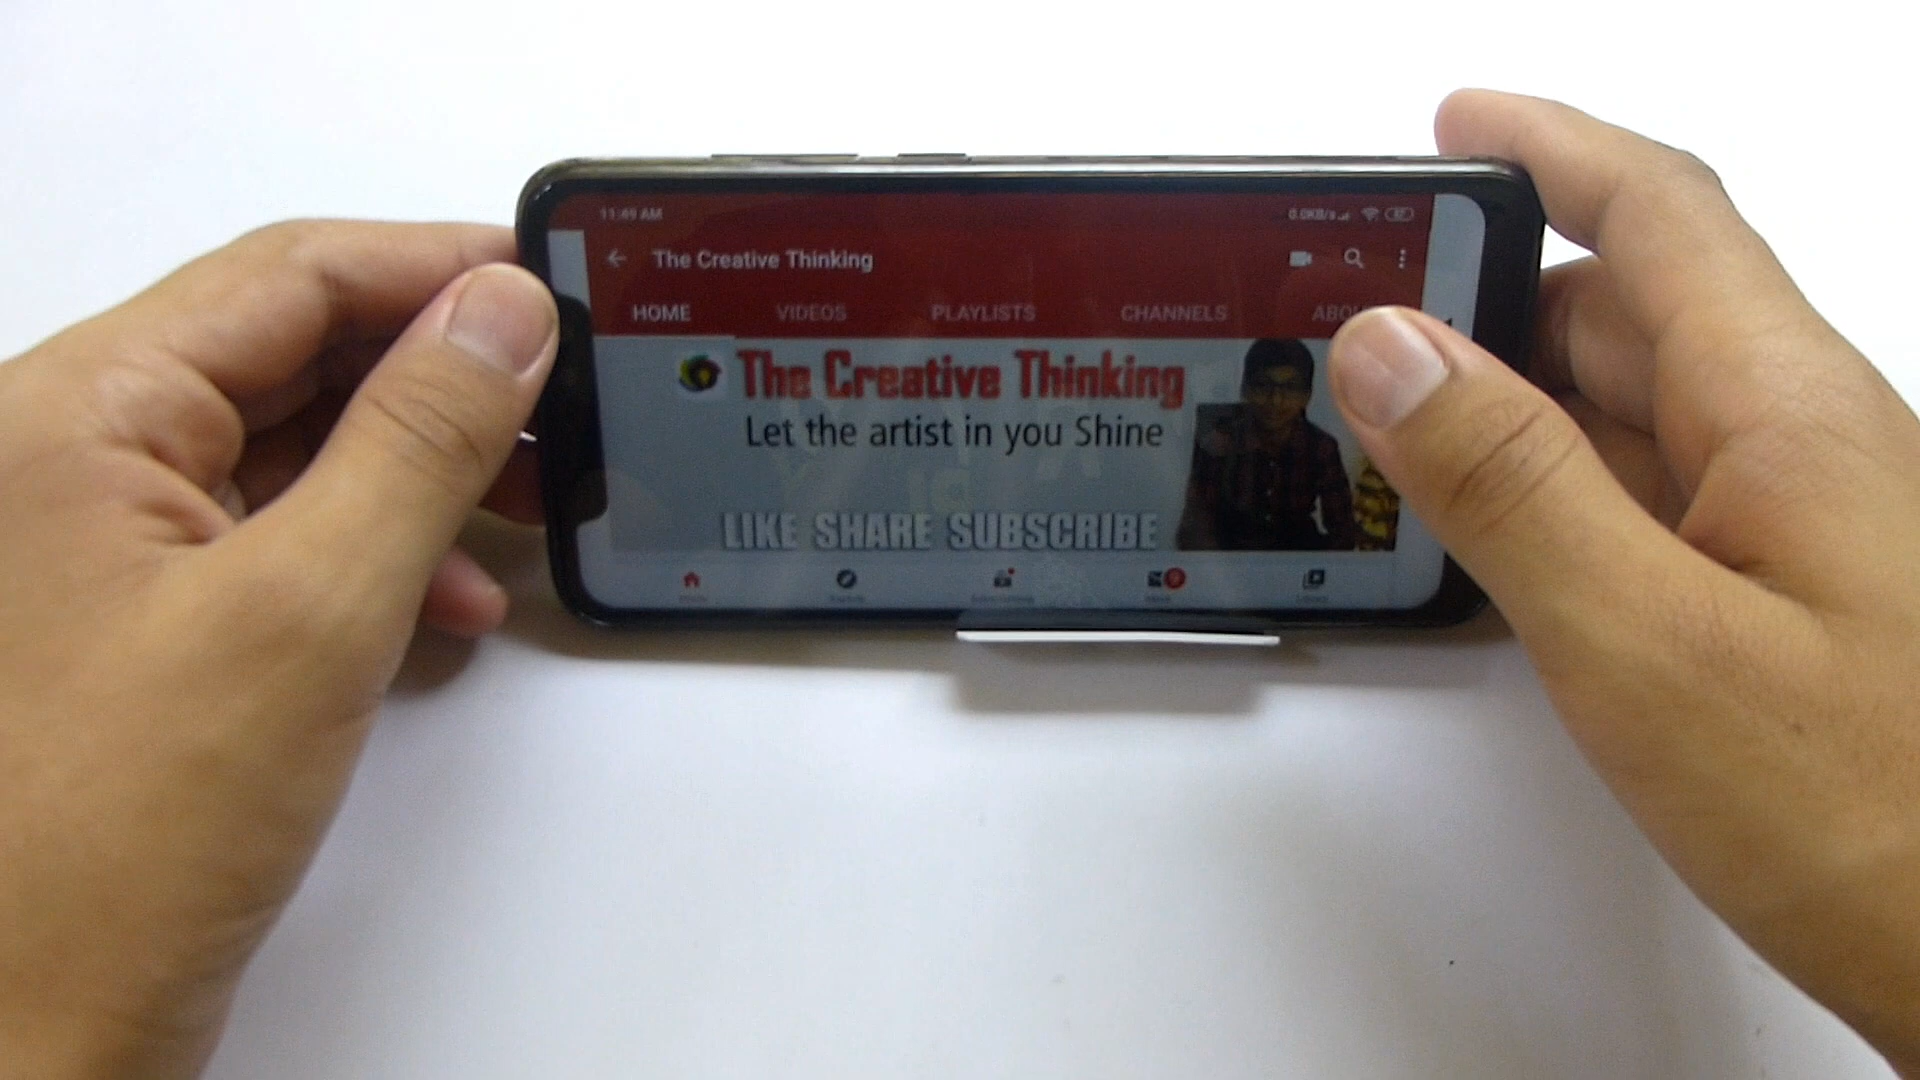 11:49 AM
The Creative Thinking
HOME VIDEOS PLAYLISTS CHANNELS
The Creative Thinking
Let the artist in you Shine
LIKE SHARE SUBSCRIBE